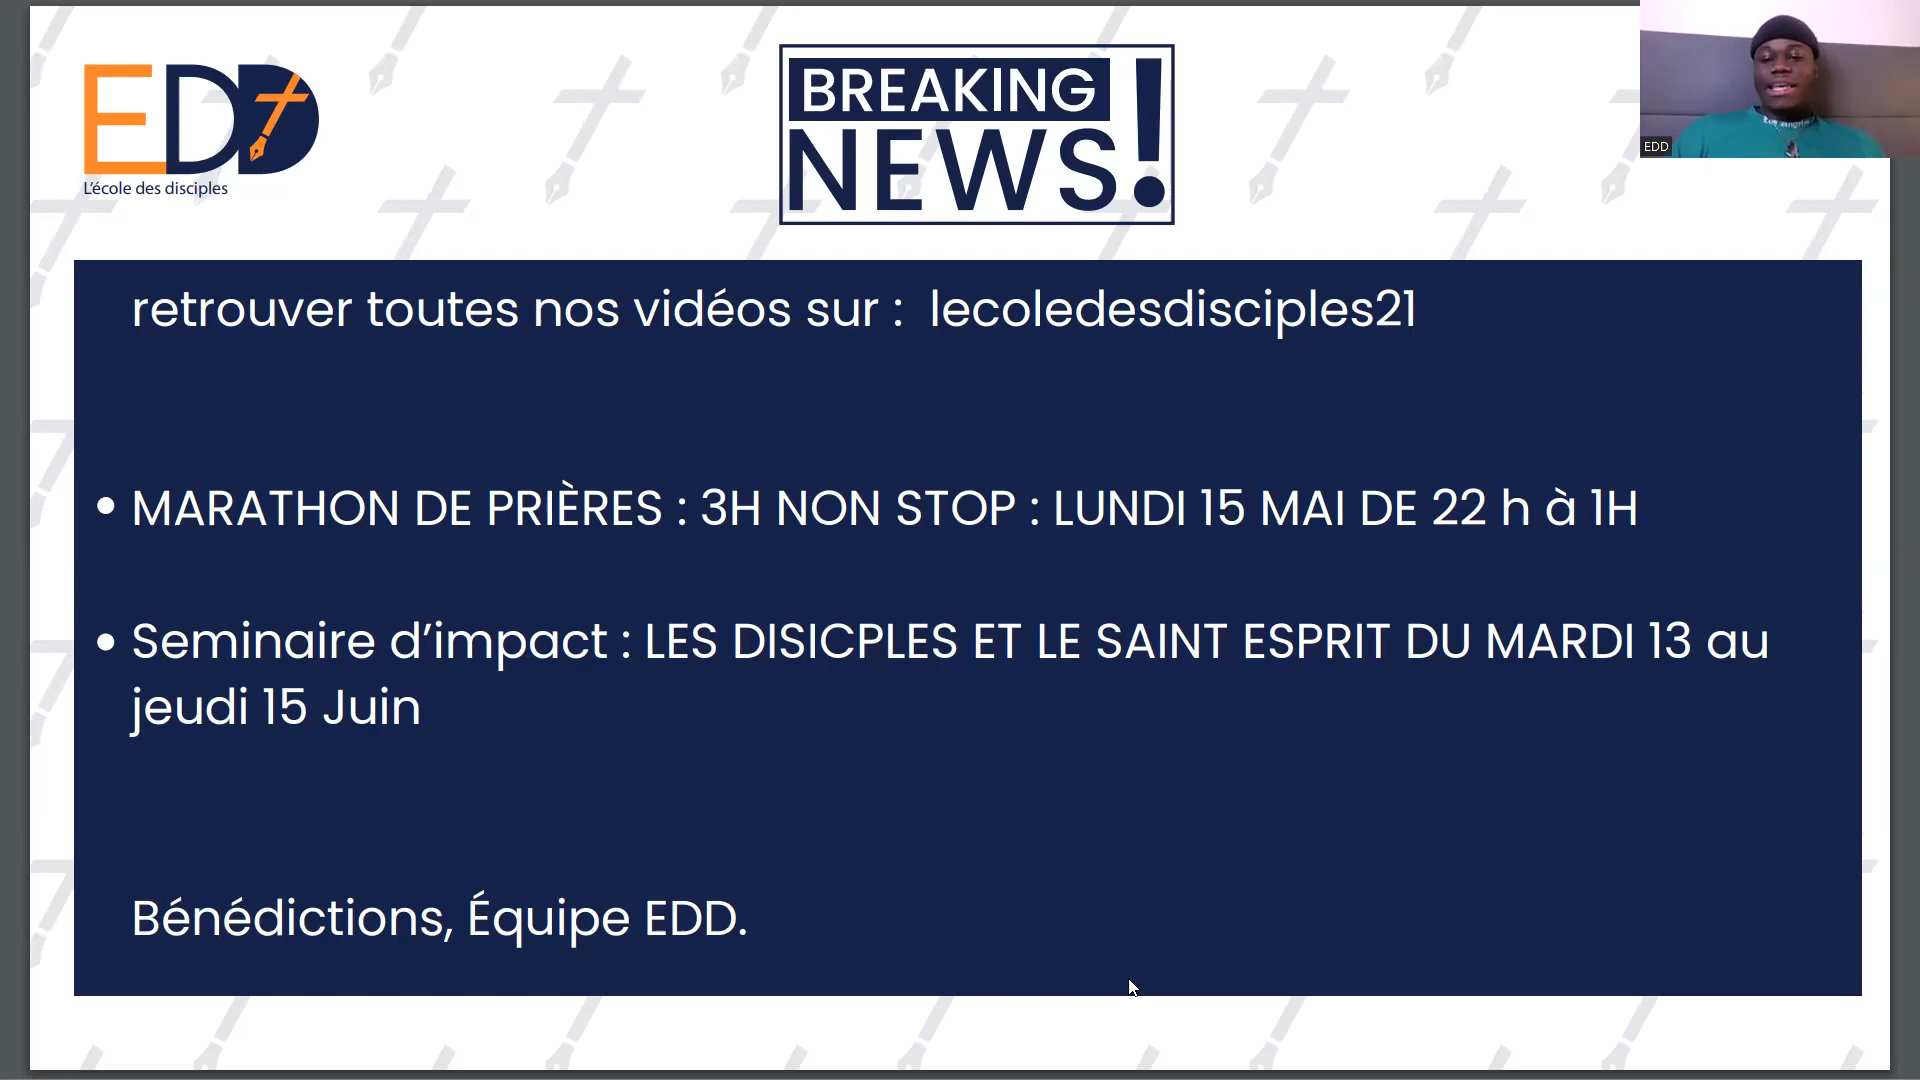 EDD
L'école des disciples
BREAKING
NEWS!
EDD
retrouver toutes nos vidéos sur : lecoledesdisciples21
• MARATHON DE PRIÈRES : 3H NON STOP : LUNDI 15 MAI DE 22 h à 1H
• Seminaire d’impact : LES DISICPLES ET LE SAINT ESPRIT DU MARDI 13 au
jeudi 15 Juin
Bénédictions, Équipe EDD.